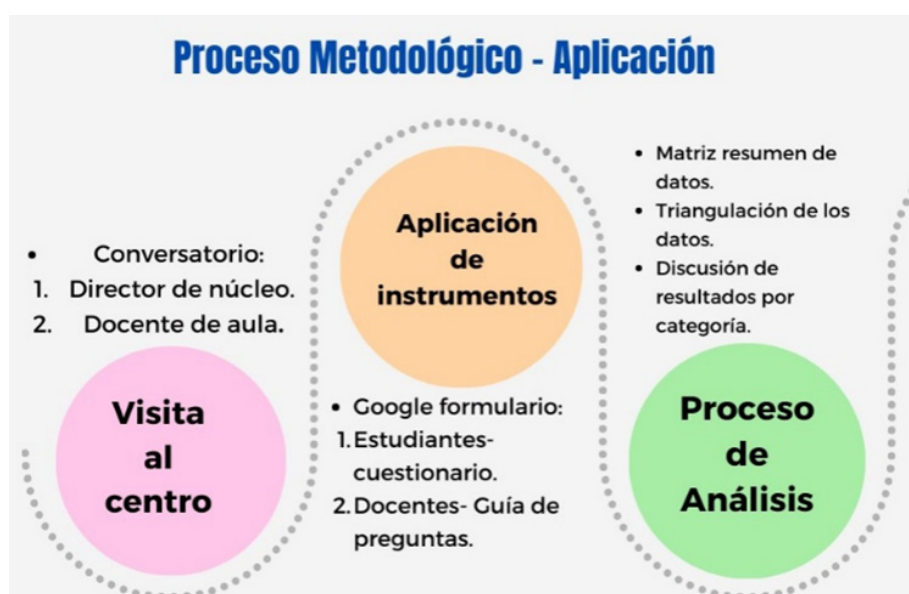 Proceso Metodológico - Aplicación
• Conversatorio:
1. Director de núcleo.
2. Docente de aula.
Visita
al
centro
Aplicación
de
instrumentos
• Google formulario:
1. Estudiantes-
cuestionario.
2. Docentes- Guía de
preguntas.
• Matriz resumen de
datos.
• Triangulación de los
datos.
• Discusión de
resultados por
categoría.
Proceso
de
Análisis